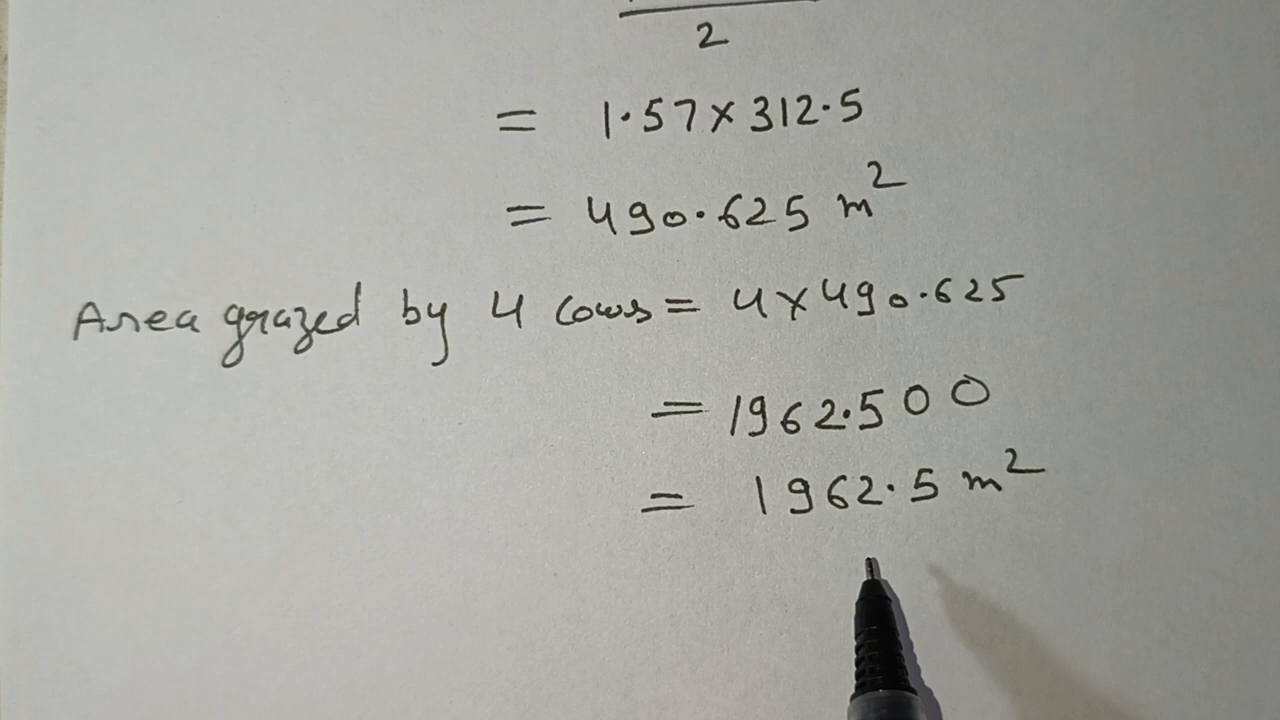 2
= 1.57×312.5
= 490.625 m²
Area grazed by 4 cows = 4×490.625
= 1962.500
= 1962.5 m²